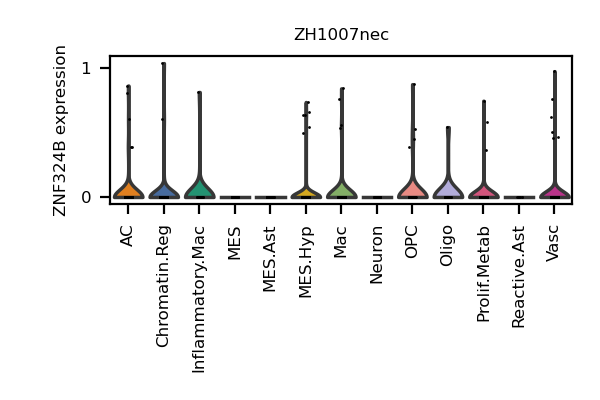 ZH1007nec
ZNF324B expression
1
0
AC
Chromatin.Reg
Inflammatory.Mac
MES
MES.Ast
MES.Hyp
Mac
Neuron
OPC
Oligo
Prolif.Metab
Reactive.Ast
Vasc